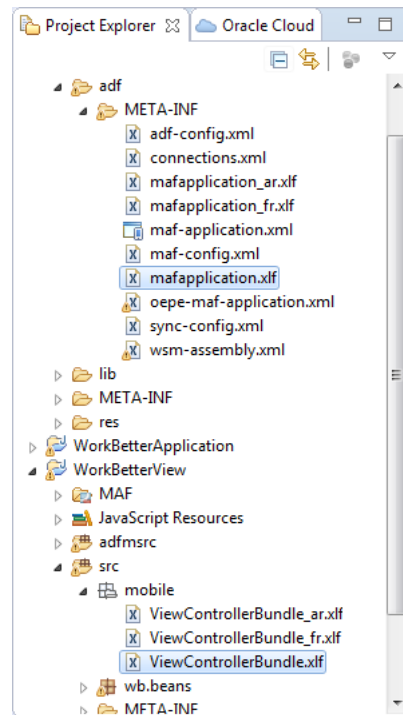 Project Explorer Oracle Cloud
adf
META-INF
adf-config.xml
connections.xml
mafapplication_ar.xlf
mafapplication_fr.xlf
maf-application.xml
maf-config.xml
mafapplication.xlf
oepe-maf-application.xml
sync-config.xml
wsm-assembly.xml
lib
META-INF
res
WorkBetterApplication
WorkBetterView
MAF
JavaScript Resources
adfmsrc
src
mobile
ViewControllerBundle_ar.xlf
ViewControllerBundle_fr.xlf
ViewControllerBundle.xlf
wb.beans
META-INF